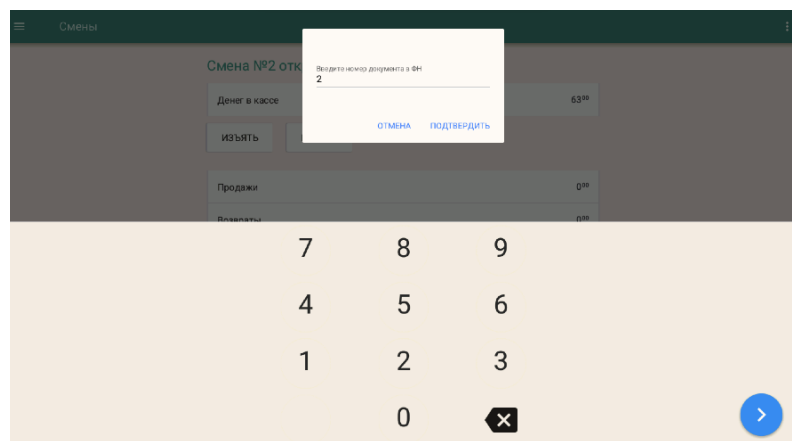 Смены
Смена №2 отк
Введите номер документа в ФН
2
Денег в кассе 63⁰⁰
ОТМЕНА ПОДТВЕРДИТЬ
ИЗЪЯТЬ
Продажи 0⁰⁰
Возвраты 0⁰⁰
7 8 9
4 5 6
1 2 3
0